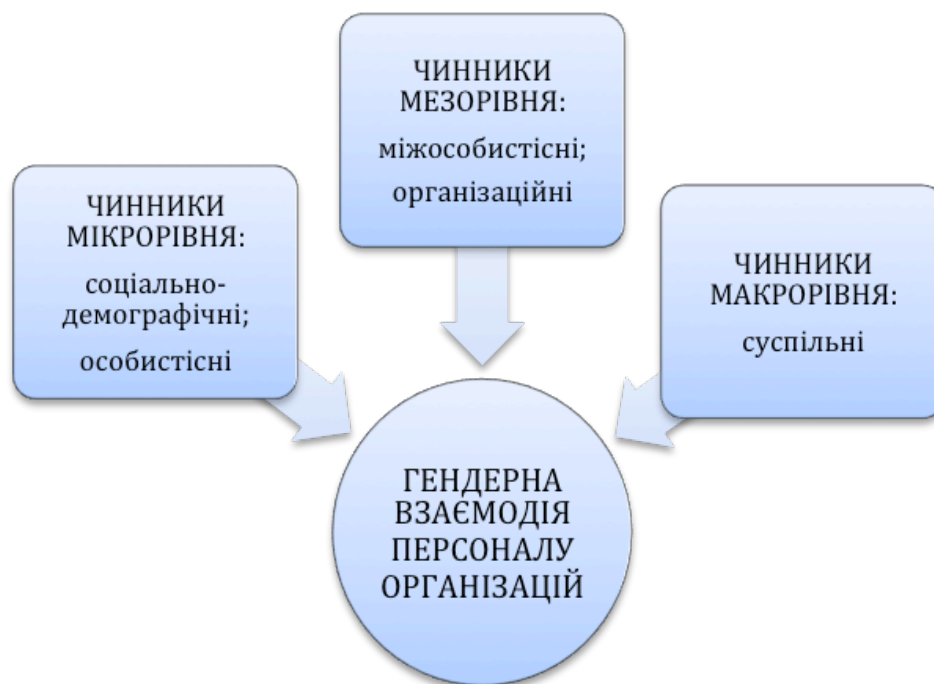 ЧИННИКИ
МІКРОРІВНЯ:
соціально-
демографічні;
особистісні
ЧИННИКИ
МЕЗОРІВНЯ:
міжособистісні;
організаційні
ЧИННИКИ
МАКРОРІВНЯ:
суспільні
ГЕНДЕРНА
ВЗАЄМОДІЯ
ПЕРСОНАЛУ
ОРГАНІЗАЦІЙ